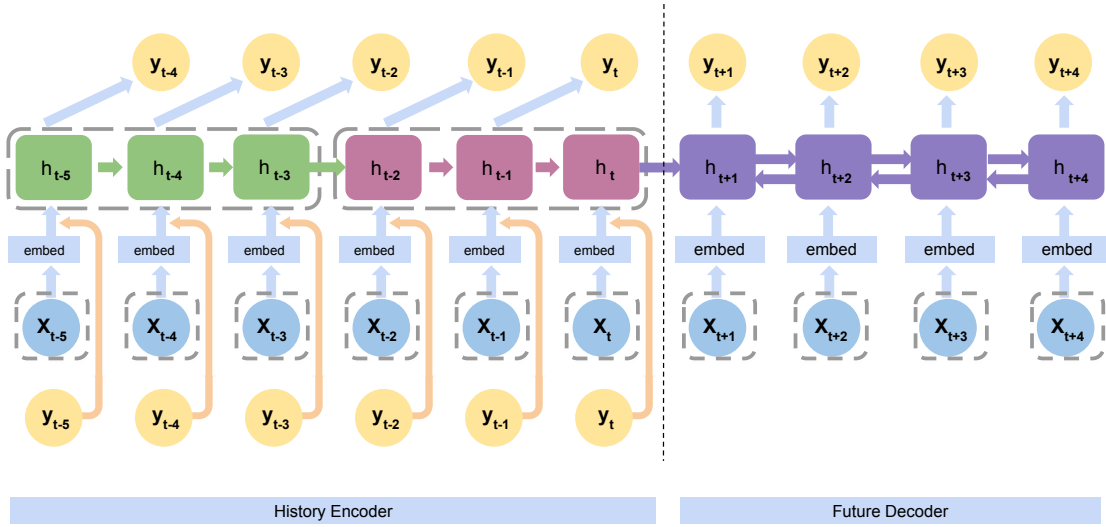 y t-4 y t-3 y t-2 y t-1 y t y t+1 y t+2 y t+3 y t+4
h t-5 h t-4 h t-3 h t-2 h t-1 h t h t+1 h t+2 h t+3 h t+4
embed embed embed embed embed embed embed embed embed embed
X t-5 X t-4 X t-3 X t-2 X t-1 X t X t+1 X t+2 X t+3 X t+4
y t-5 y t-4 y t-3 y t-2 y t-1 y t
History Encoder Future Decoder